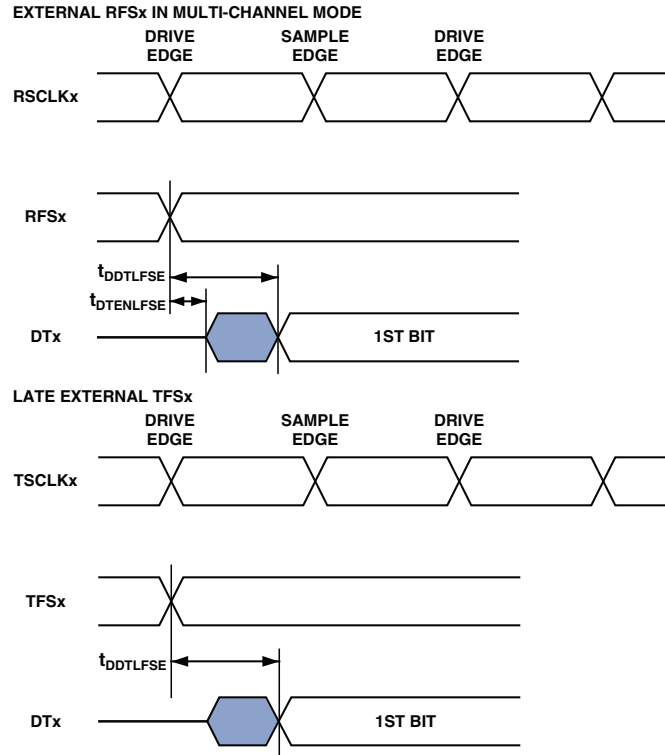 EXTERNAL RFSx IN MULTI-CHANNEL MODE
DRIVE EDGE
SAMPLE EDGE
DRIVE EDGE
RSCLKx
RFSx
tDDTLFSE
tDTENLFSE
DTx
1ST BIT
LATE EXTERNAL TFSx
DRIVE EDGE
SAMPLE EDGE
DRIVE EDGE
TSCLKx
TFSx
tDDTLFSE
DTx
1ST BIT